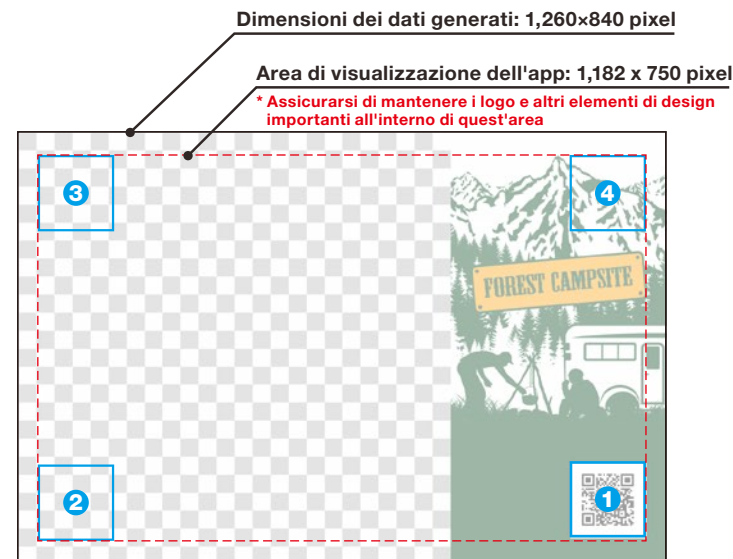 Dimensioni dei dati generati: 1,260×840 pixel
Area di visualizzazione dell'app: 1,182 x 750 pixel
* Assicurarsi di mantenere i logo e altri elementi di design
importanti all'interno di quest'area
3
4
FOREST CAMPSITE
2
1